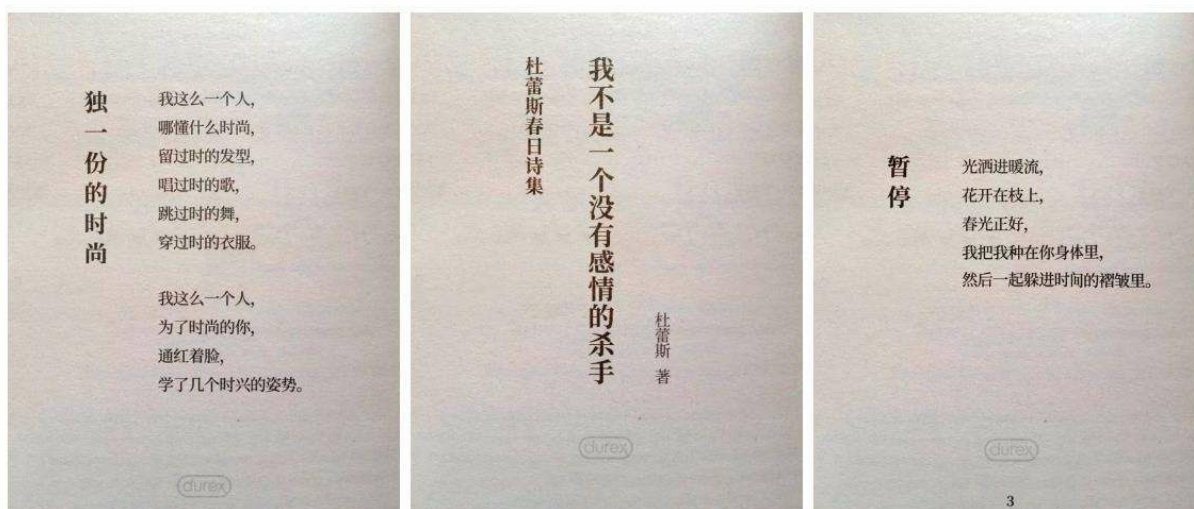 独一份的时尚
我这么一个人,
哪懂什么时尚,
留过时的发型,
唱过时的歌,
跳过时的舞,
穿过时的衣服。
我这么一个人,
为了时尚的你,
通红着脸,
学了几个时兴的姿势。
durex
杜蕾斯春日诗集
我不是一个没有感情的杀手
杜蕾斯 著
durex
暂停
光洒进暖流,
花开在枝上,
春光正好,
我把我种在你身体里,
然后一起躲进时间的褶皱里。
durex
3